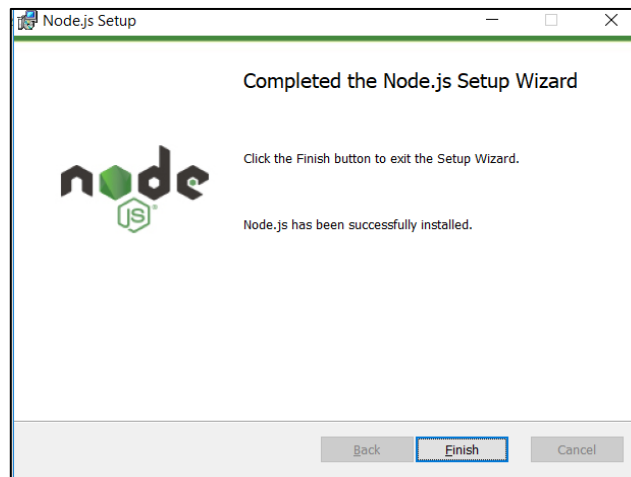 Node.js Setup
Completed the Node.js Setup Wizard
Click the Finish button to exit the Setup Wizard.
node
JS
Node.js has been successfully installed.
Back
Finish
Cancel